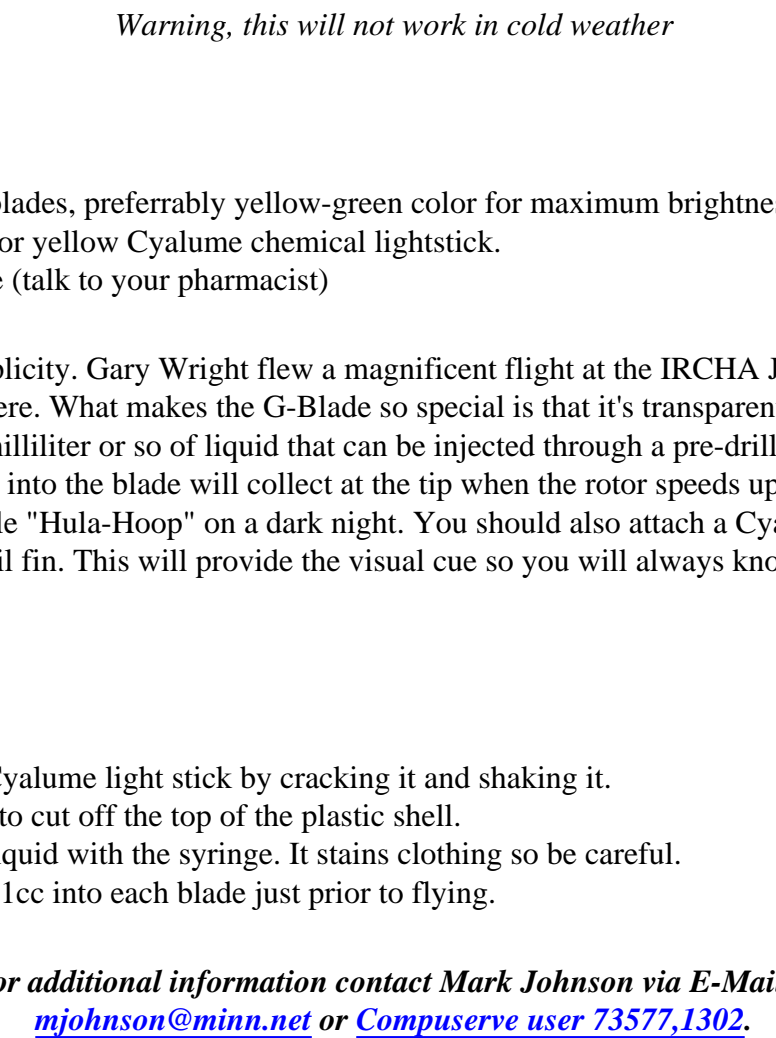 Warning, this will not work in cold weather
blades, preferrably yellow-green color for maximum brightnes
or yellow Cyalume chemical lightstick.
e (talk to your pharmacist)
plicity. Gary Wright flew a magnificent flight at the IRCHA J
ere. What makes the G-Blade so special is that it's transparen
nilliliter or so of liquid that can be injected through a pre-drill
into the blade will collect at the tip when the rotor speeds up
le "Hula-Hoop" on a dark night. You should also attach a Cya
il fin. This will provide the visual cue so you will always kno
Cyalume light stick by cracking it and shaking it.
to cut off the top of the plastic shell.
iquid with the syringe. It stains clothing so be careful.
1cc into each blade just prior to flying.
or additional information contact Mark Johnson via E-Mai
mjohnson@minn.net or Compuserve user 73577,1302.